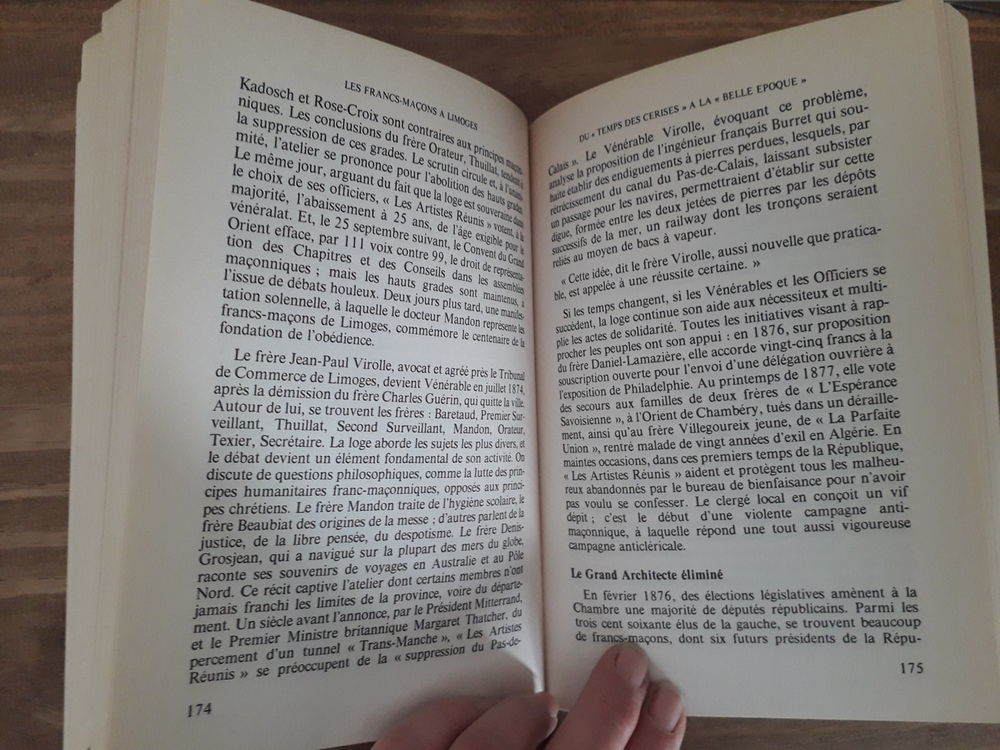 LES FRANCS-MAÇONS A LIMOGES
Kadosch et Rose-Croix sont contraires aux principes maçon-
niques. Les conclusions du frère Orateur, Thuillat, tendent à
la suppression de ces grades. Le scrutin circule et, à l'unani-
mité, l'atelier se prononce pour l'abolition des hauts grades.
Le même jour, arguant du fait que la loge est souveraine dans
le choix de ses officiers, « Les Artistes Réunis » votent, à la
majorité, l'abaissement à 25 ans, de l'âge exigible pour le
vénéralat. Et, le 25 septembre suivant, le Convent du Grand
Orient efface, par 111 voix contre 99, le droit de représenta-
tion des Chapitres et des Conseils dans les assemblées
maçonniques ; mais les hauts grades sont maintenus, à
l'issue de débats houleux. Deux jours plus tard, une manifes-
tation solennelle, à laquelle le docteur Mandon représente les
francs-maçons de Limoges, commémore le centenaire de la
fondation de l'obédience.
Le frère Jean-Paul Virolle, avocat et agréé près le Tribunal
de Commerce de Limoges, devient Vénérable en juillet 1874,
après la démission du frère Charles Guérin, qui quitte la ville.
Autour de lui, se trouvent les frères : Baretaud, Premier Sur-
veillant, Thuillat, Second Surveillant, Mandon, Orateur,
Texier, Secrétaire. La loge aborde les sujets les plus divers, et
le débat devient un élément fondamental de son activité. On
discute de questions philosophiques, comme la lutte des prin-
cipes humanitaires franc-maçonniques, opposés aux princi-
pes chrétiens. Le frère Mandon traite de l'hygiène scolaire, le
frère Beaubiat des origines de la messe ; d'autres parlent de la
justice, de la libre pensée, du despotisme. Le frère Denis-
Grosjean, qui a navigué sur la plupart des mers du globe,
raconte ses souvenirs de voyages en Australie et au Pôle
Nord. Ce récit captive l'atelier dont certains membres n'ont
jamais franchi les limites de la province, voire du départe-
ment. Un siècle avant l'annonce, par le Président Mitterrand,
et le Premier Ministre britannique Margaret Thatcher, du
percement d'un tunnel « Trans-Manche », « Les Artistes
Réunis » se préoccupent de la « suppression du Pas-de-
174
DU « TEMPS DES CERISES » A LA « BELLE EPOQUE »
Calais ». Le Vénérable Virolle, évoquant ce problème,
analyse la proposition de l'ingénieur français Burret qui sou-
haite établir des endiguements à pierres perdues, lesquels, par
rétrécissement du canal du Pas-de-Calais, laissant subsister
un passage pour les navires, permettraient d'établir sur cette
digue, formée entre les deux jetées de pierres par les dépôts
successifs de la mer, un railway dont les tronçons seraient
reliés au moyen de bacs à vapeur.
« Cette idée, dit le frère Virolle, aussi nouvelle que pratica-
ble, est appelée à une réussite certaine. »
Si les temps changent, si les Vénérables et les Officiers se
succèdent, la loge continue son aide aux nécessiteux et multi-
plie les actes de solidarité. Toutes les initiatives visant à rap-
procher les peuples ont son appui : en 1876, sur proposition
du frère Daniel-Lamazière, elle accorde vingt-cinq francs à la
souscription ouverte pour l'envoi d'une délégation ouvrière à
l'exposition de Philadelphie. Au printemps de 1877, elle vote
des secours aux familles de deux frères de « L'Espérance
Savoisienne », à l'Orient de Chambéry, tués dans un déraille-
ment, ainsi qu'au frère Villegoureix jeune, de « La Parfaite
Union », rentré malade de vingt années d'exil en Algérie. En
maintes occasions, dans ces premiers temps de la République,
« Les Artistes Réunis » aident et protègent tous les malheu-
reux abandonnés par le bureau de bienfaisance pour n'avoir
pas voulu se confesser. Le clergé local en conçoit un vif
dépit ; c'est le début d'une violente campagne anti-
maçonnique, à laquelle répond une tout aussi vigoureuse
campagne anticléricale.
Le Grand Architecte éliminé
En février 1876, des élections législatives amènent à la
Chambre une majorité de députés républicains. Parmi les
trois cent soixante élus de la gauche, se trouvent beaucoup
de francs-maçons, dont six futurs présidents de la Répu-
175